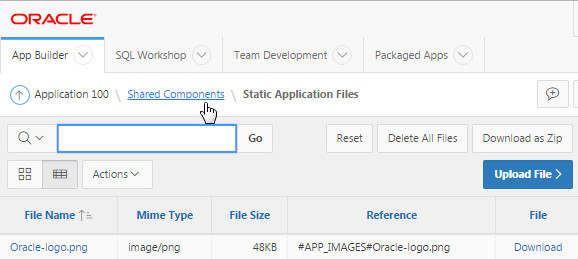 ORACLE
App Builder SQL Workshop Team Development Packaged Apps
Application 100 \ Shared Components \ Static Application Files
Go Reset Delete All Files Download as Zip
Actions Upload File
File Name Mime Type File Size Reference File
Oracle-logo.png image/png 48KB #APP_IMAGES#Oracle-logo.png Download